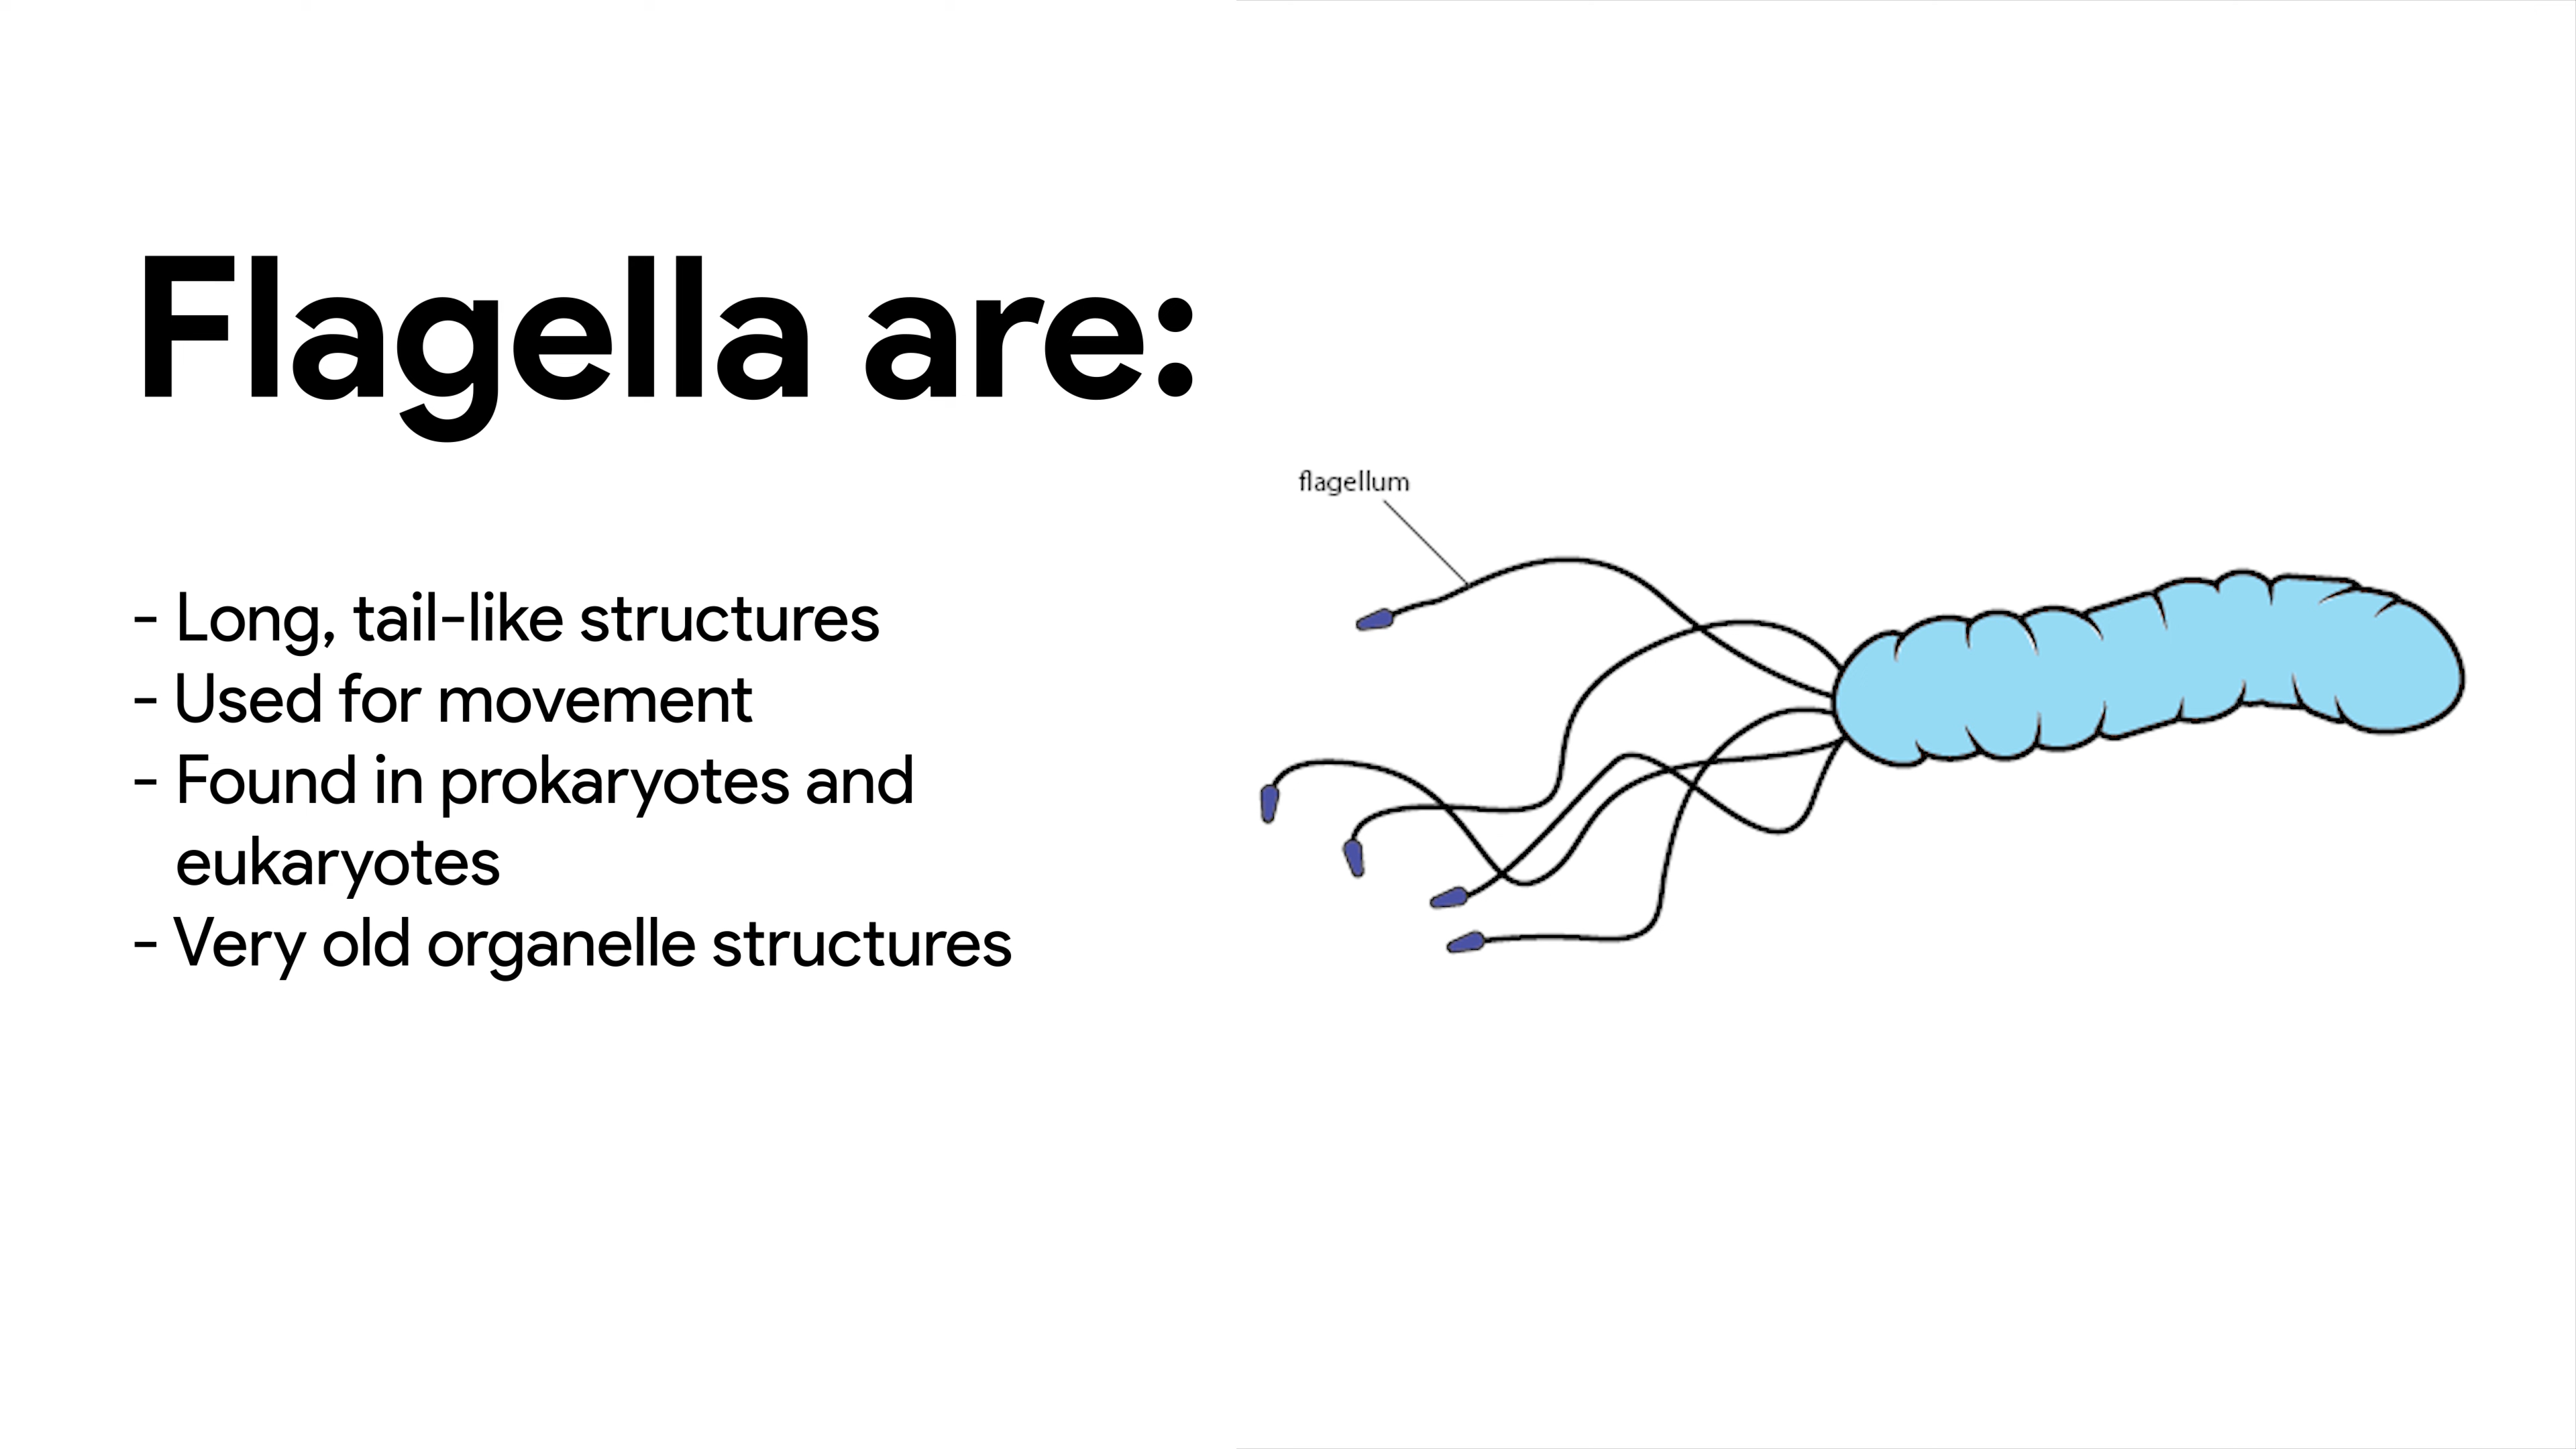 Flagella are:
flagellum
- Long, tail-like structures
- Used for movement
- Found in prokaryotes and
eukaryotes
- Very old organelle structures